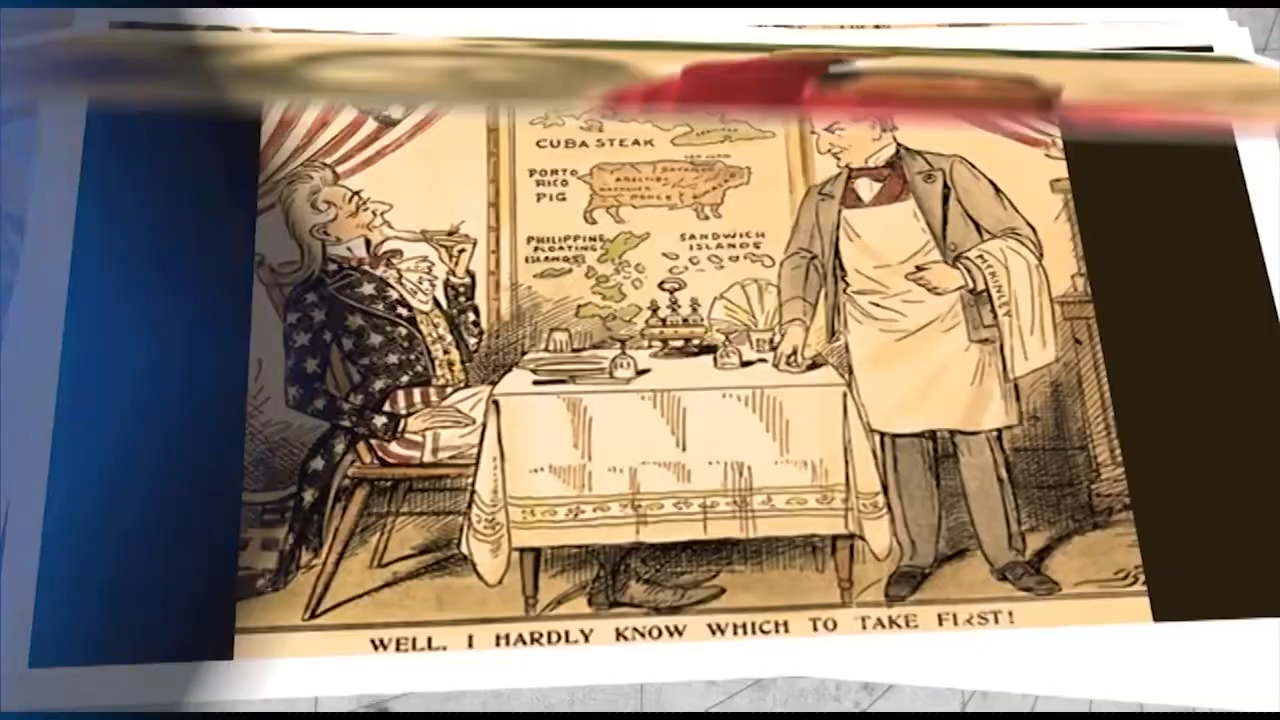 CUBA STEAK
PORTO
RICO
PIG
PHILIPPINE
FLOATING
ISLANDS
SANDWICH
ISLANDS
McKINLEY
WELL, I HARDLY KNOW WHICH TO TAKE FIRST!